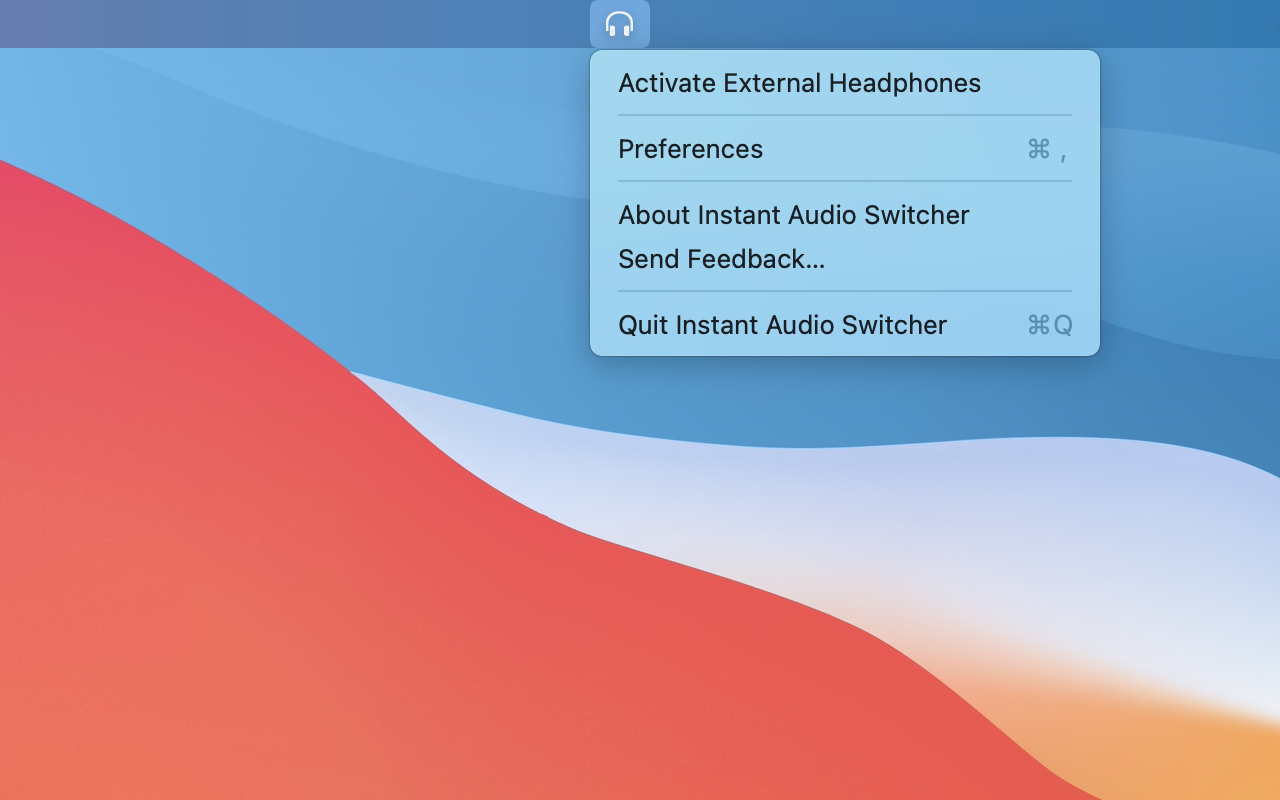 Activate External Headphones
Preferences ⌘ ,
About Instant Audio Switcher
Send Feedback...
Quit Instant Audio Switcher ⌘Q